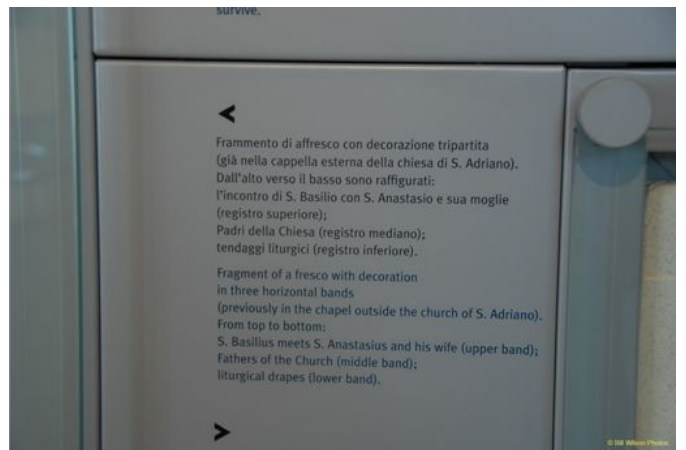 survive.
<
Frammento di affresco con decorazione tripartita
(già nella cappella esterna della chiesa di S. Adriano).
Dall'alto verso il basso sono raffigurati:
l'incontro di S. Basilio con S. Anastasio e sua moglie
(registro superiore);
Padri della Chiesa (registro mediano);
tendaggi liturgici (registro inferiore).
Fragment of a fresco with decoration
in three horizontal bands
(previously in the chapel outside the church of S. Adriano).
From top to bottom:
S. Basilius meets S. Anastasius and his wife (upper band);
Fathers of the Church (middle band);
liturgical drapes (lower band).
>
© Bill Wilson Photos